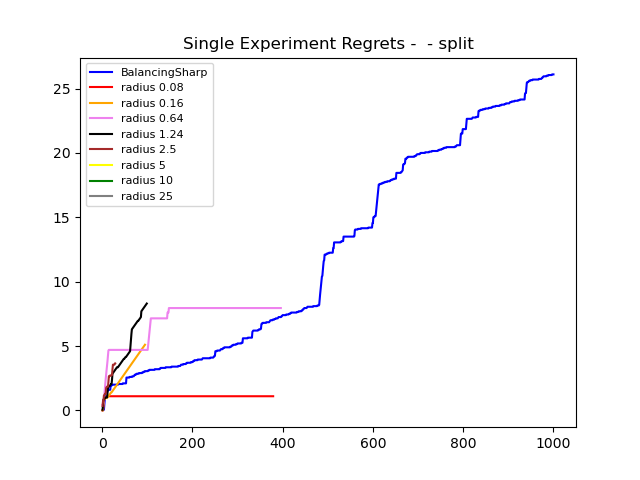 Single Experiment Regrets -  - split
BalancingSharp
radius 0.08
radius 0.16
radius 0.64
radius 1.24
radius 2.5
radius 5
radius 10
radius 25
25
20
15
10
5
0
0 200 400 600 800 1000